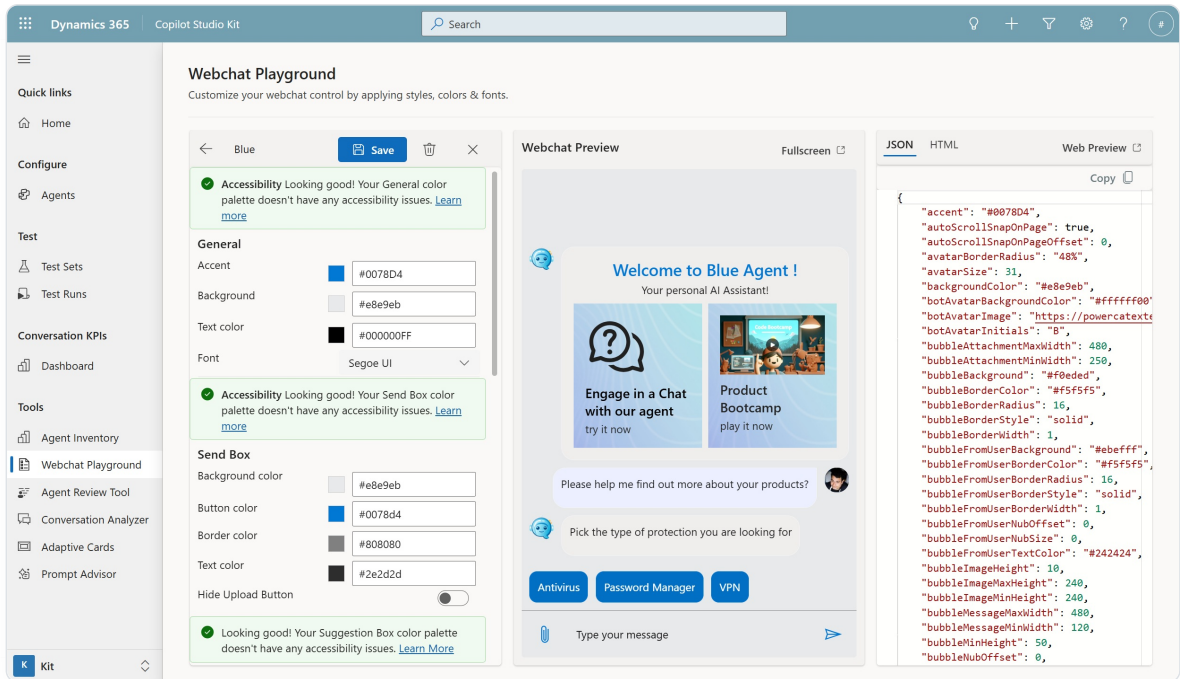 Dynamics 365
Copilot Studio Kit
Search
#
Quick links
Home
Configure
Agents
Test
Test Sets
Test Runs
Conversation KPIs
Dashboard
Tools
Agent Inventory
Webchat Playground
Agent Review Tool
Conversation Analyzer
Adaptive Cards
Prompt Advisor
K
Kit
Webchat Playground
Customize your webchat control by applying styles, colors & fonts.
Blue
Save
Accessibility Looking good! Your General color
palette doesn't have any accessibility issues. Learn
more
General
Accent
#0078D4
Background
#e8e9eb
Text color
#000000FF
Font
Segoe UI
Accessibility Looking good! Your Send Box color
palette doesn't have any accessibility issues. Learn
more
Send Box
Background color
#e8e9eb
Button color
#0078d4
Border color
#808080
Text color
#2e2d2d
Hide Upload Button
Looking good! Your Suggestion Box color palette
doesn't have any accessibility issues. Learn More
Webchat Preview
Fullscreen
Welcome to Blue Agent !
Your personal AI Assistant!
Engage in a Chat
with our agent
try it now
Code Bootcamp
Product
Bootcamp
play it now
Please help me find out more about your products?
Pick the type of protection you are looking for
Antivirus
Password Manager
VPN
Type your message
JSON
HTML
Web Preview
Copy
{
"accent": "#0078D4",
"autoScrollSnapOnPage": true,
"autoScrollSnapOnPageOffset": 0,
"avatarBorderRadius": "48%",
"avatarSize": 31,
"backgroundColor": "#e8e9eb",
"botAvatarBackgroundColor": "#ffffff00"
"botAvatarImage": "https://powercatexte
"botAvatarInitials": "B",
"bubbleAttachmentMaxWidth": 480,
"bubbleAttachmentMinWidth": 250,
"bubbleBackground": "#f0eded",
"bubbleBorderColor": "#f5f5f5",
"bubbleBorderRadius": 16,
"bubbleBorderStyle": "solid",
"bubbleBorderWidth": 1,
"bubbleFromUserBackground": "#ebefff",
"bubbleFromUserBorderColor": "#f5f5f5",
"bubbleFromUserBorderRadius": 16,
"bubbleFromUserBorderStyle": "solid",
"bubbleFromUserBorderWidth": 1,
"bubbleFromUserNubOffset": 0,
"bubbleFromUserNubSize": 0,
"bubbleFromUserTextColor": "#242424",
"bubbleImageHeight": 10,
"bubbleImageMaxHeight": 240,
"bubbleImageMinHeight": 240,
"bubbleMessageMaxWidth": 480,
"bubbleMessageMinWidth": 120,
"bubbleMinHeight": 50,
"bubbleNubOffset": 0,